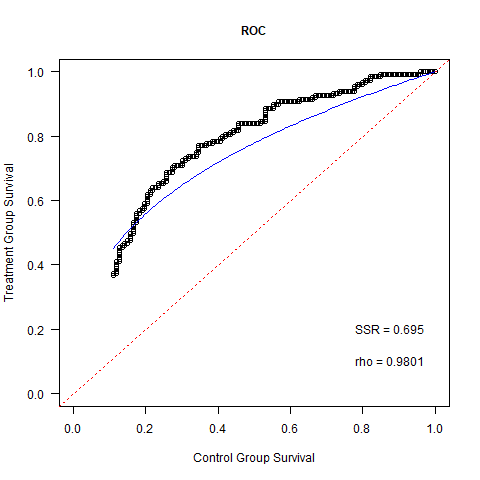 ROC
Treatment Group Survival
1.0
0.8
0.6
0.4
0.2
0.0
SSR = 0.695
rho = 0.9801
0.0 0.2 0.4 0.6 0.8 1.0
Control Group Survival